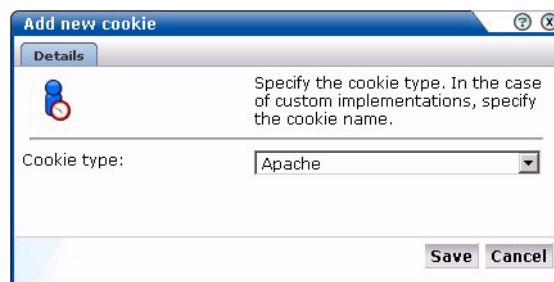 Add new cookie
Details
Specify the cookie type. In the case
of custom implementations, specify
the cookie name.
Cookie type:
Apache
Save Cancel